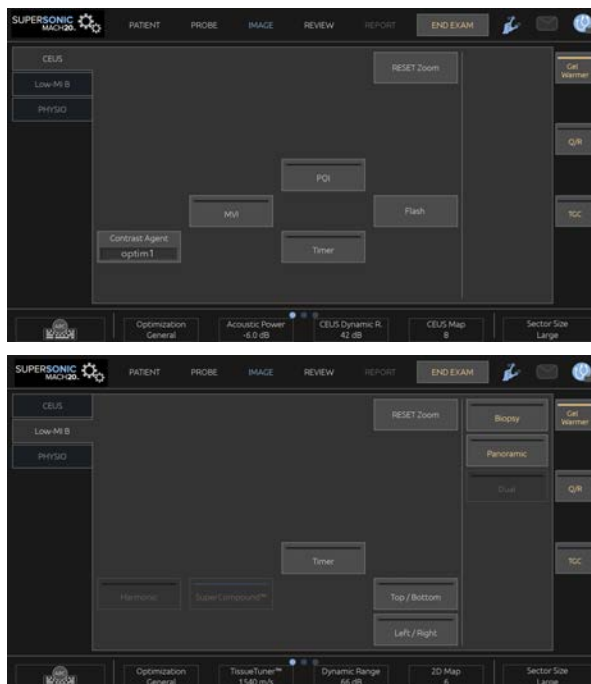 SUPERSONIC
MACH20.
PATIENT
PROBE
IMAGE
REVIEW
REPORT
END EXAM
CEUS
Low-MI B
PHYSIO
RESET Zoom
Gel
Warmer
Q/R
POI
MVI
Flash
TGC
Contrast Agent
optim1
Timer
Optimization
General
Acoustic Power
-6.0 dB
CEUS Dynamic R.
42 dB
CEUS Map
8
Sector Size
Large
SUPERSONIC
MACH20.
PATIENT
PROBE
IMAGE
REVIEW
REPORT
END EXAM
CEUS
Low-MI B
PHYSIO
RESET Zoom
Biopsy
Gel
Warmer
Panoramic
Dual
Q/R
Timer
TGC
Harmonic
SuperCompound™
Top / Bottom
Left / Right
Optimization
General
TissueTuner™
1540 m/s
Dynamic Range
66 dB
2D Map
6
Sector Size
Large